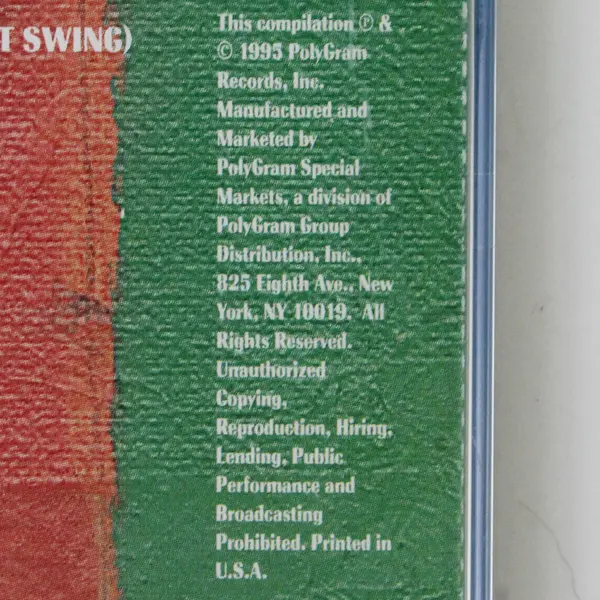 T SWING)
This compilation ℗ &
© 1995 PolyGram
Records, Inc.
Manufactured and
Marketed by
PolyGram Special
Markets, a division of
PolyGram Group
Distribution, Inc.,
825 Eighth Ave., New
York, NY 10019. All
Rights Reserved.
Unauthorized
Copying,
Reproduction, Hiring,
Lending, Public
Performance and
Broadcasting
Prohibited. Printed in
U.S.A.